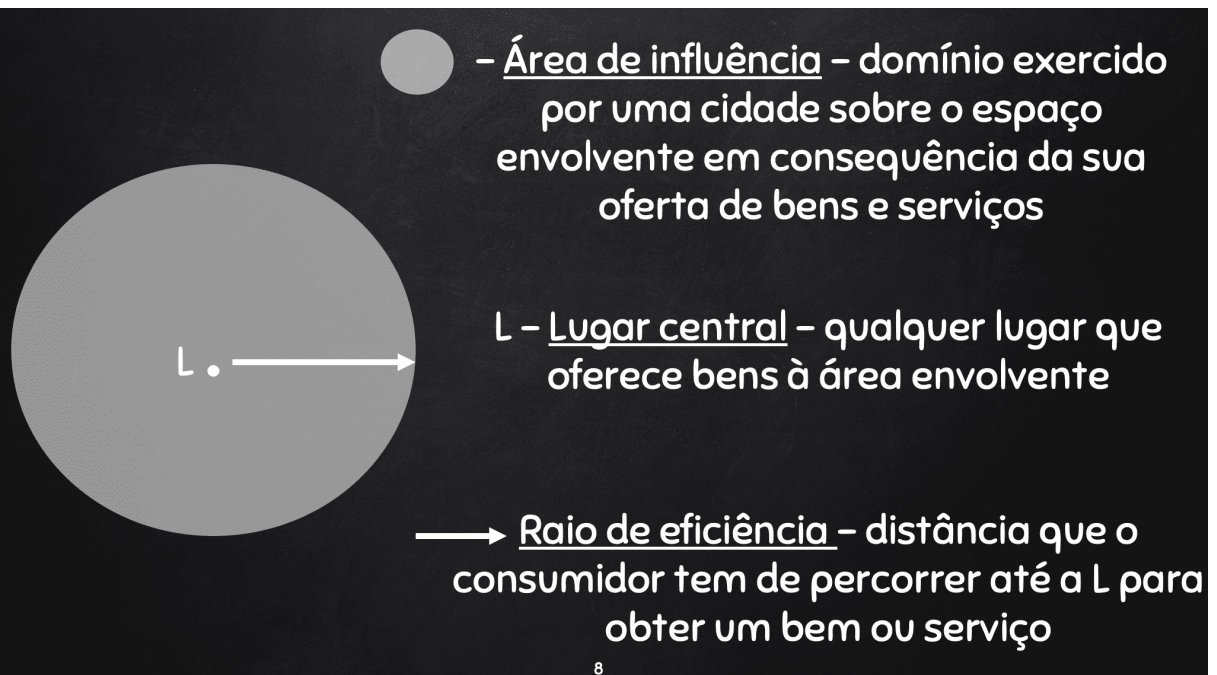 – Área de influência – domínio exercido
por uma cidade sobre o espaço
envolvente em consequência da sua
oferta de bens e serviços
L – Lugar central – qualquer lugar que
oferece bens à área envolvente
L
Raio de eficiência – distância que o
consumidor tem de percorrer até a L para
obter um bem ou serviço
8